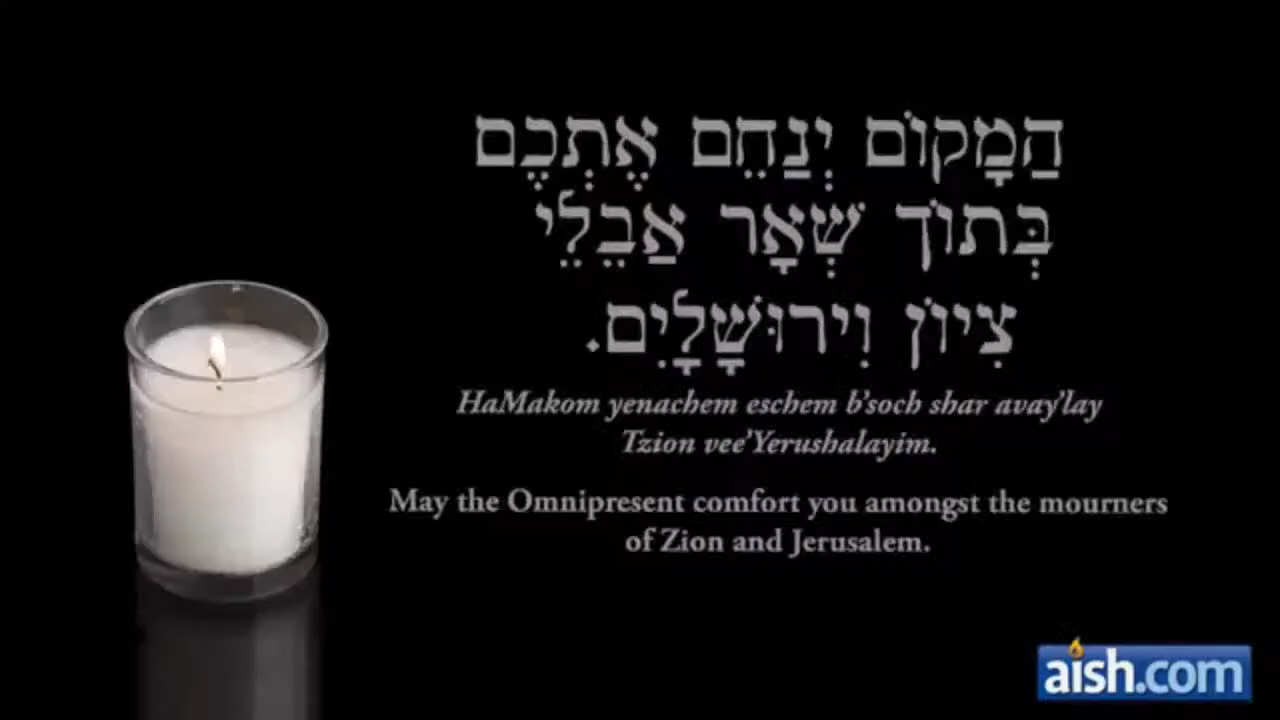 הַמָּקוֹם יְנַחֵם אֶתְכֶם
בְּתוֹךְ שְׁאָר אֲבֵלֵי
צִיוֹן וִירוּשָׁלָיִם.
HaMakom yenachem eschem b’soch shar avay’lay
Tzion vee’Yerushalayim.
May the Omnipresent comfort you amongst the mourners
of Zion and Jerusalem.
aish.com